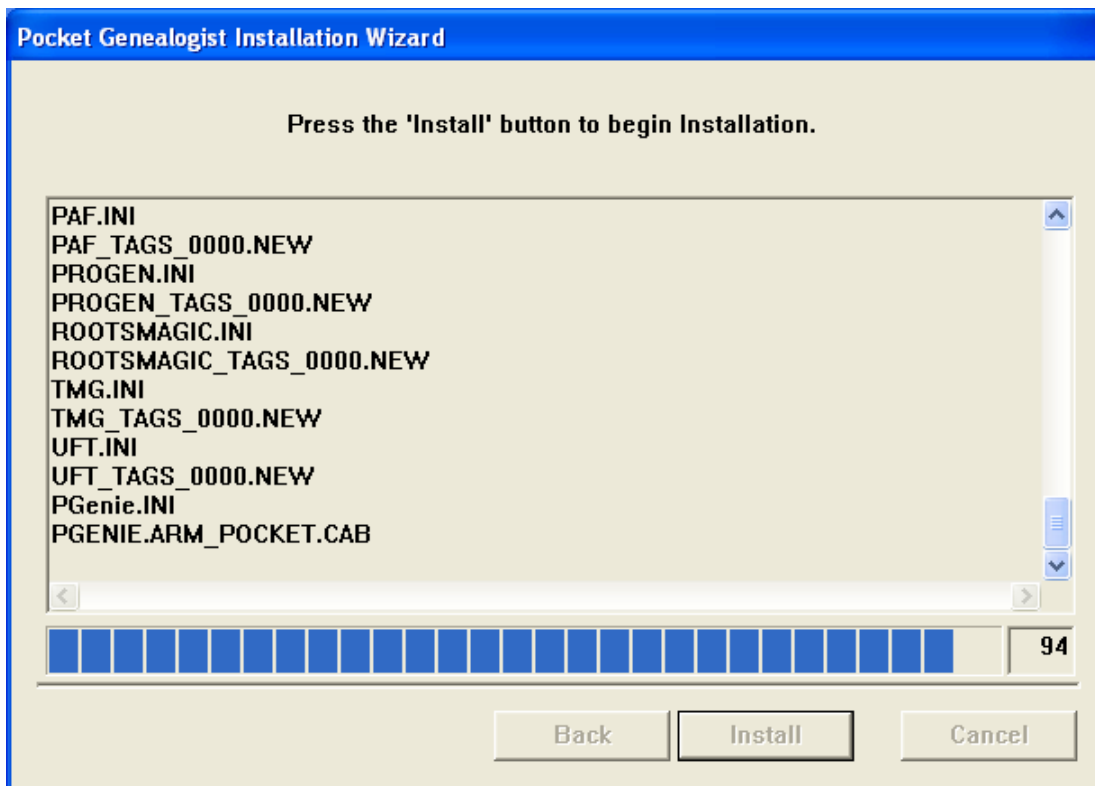 Pocket Genealogist Installation Wizard
Press the 'Install' button to begin Installation.
PAF.INI
PAF_TAGS_0000.NEW
PROGEN.INI
PROGEN_TAGS_0000.NEW
ROOTSMAGIC.INI
ROOTSMAGIC_TAGS_0000.NEW
TMG.INI
TMG_TAGS_0000.NEW
UFT.INI
UFT_TAGS_0000.NEW
PGenie.INI
PGENIE.ARM_POCKET.CAB
94
Back Install Cancel